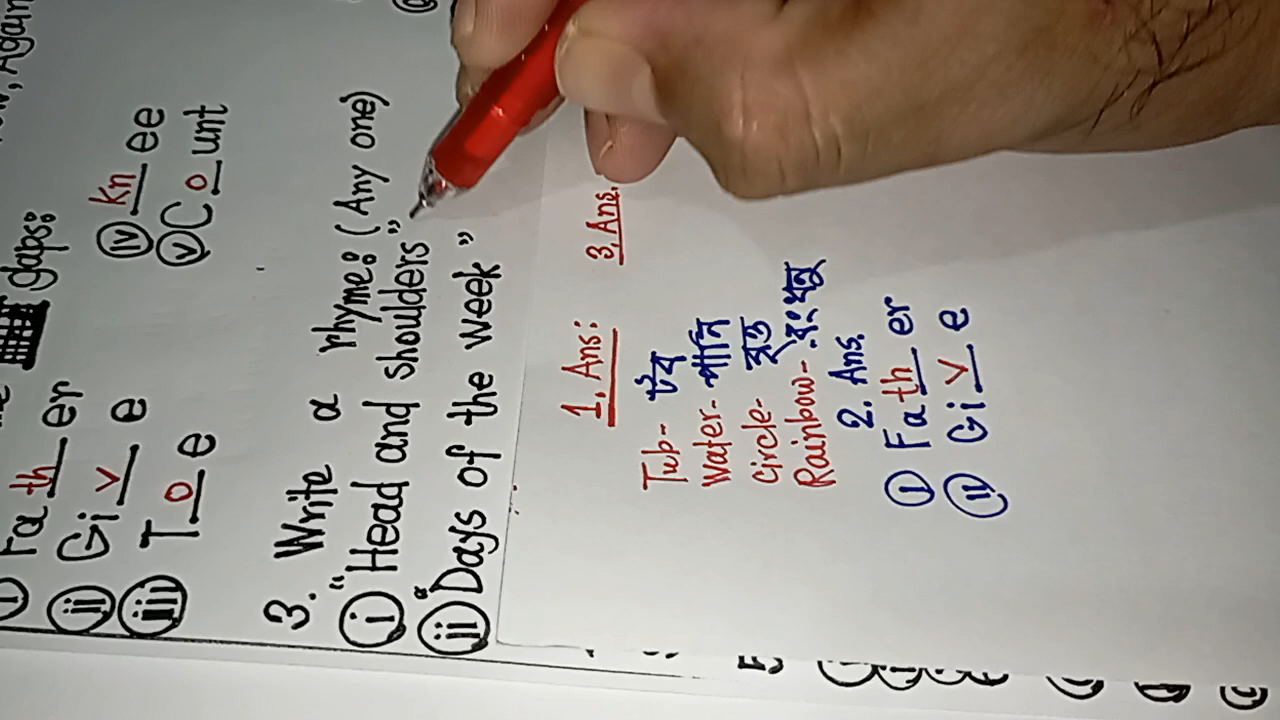 gaps:
i Fa th er
ii Gi v e
iii T o e
iv kn ee
v C o unt
3. Write a rhyme: (Any one)
i "Head and shoulders"
ii "Days of the week"
1. Ans:
Tub- টব
Water- পানি
Circle- বৃত্ত
Rainbow- রংধনু
2. Ans.
i Fa th er
ii Gi v e
3. Ans.